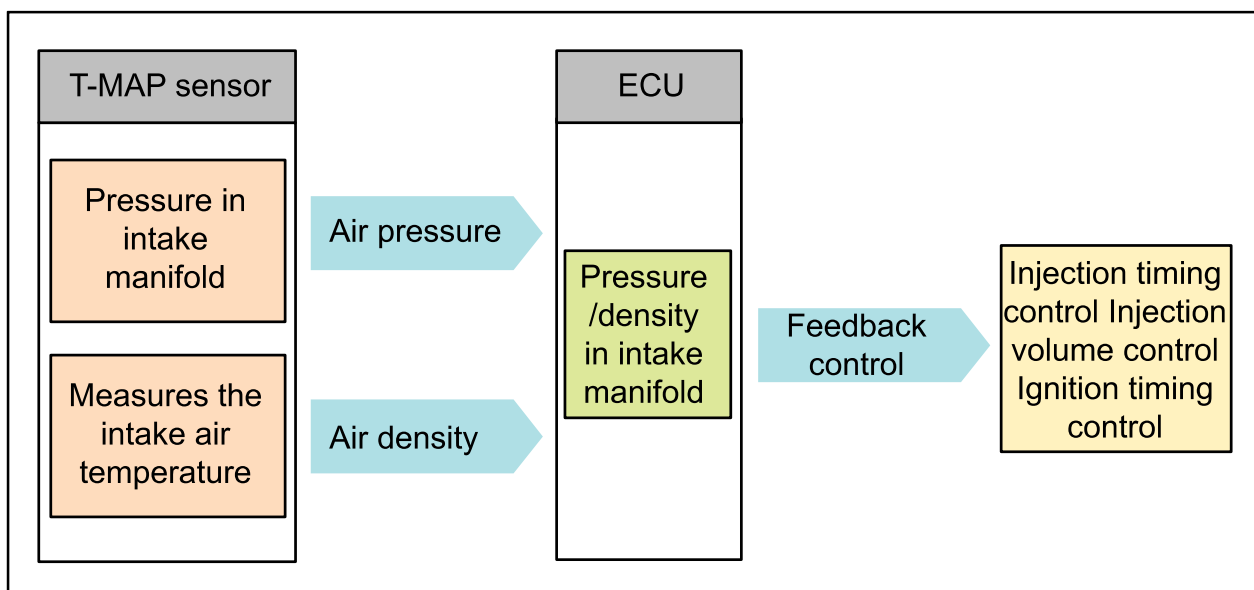 T-MAP sensor
Pressure in
intake
manifold
Measures the
intake air
temperature
Air pressure
Air density
ECU
Pressure
/density
in intake
manifold
Feedback
control
Injection timing
control Injection
volume control
Ignition timing
control